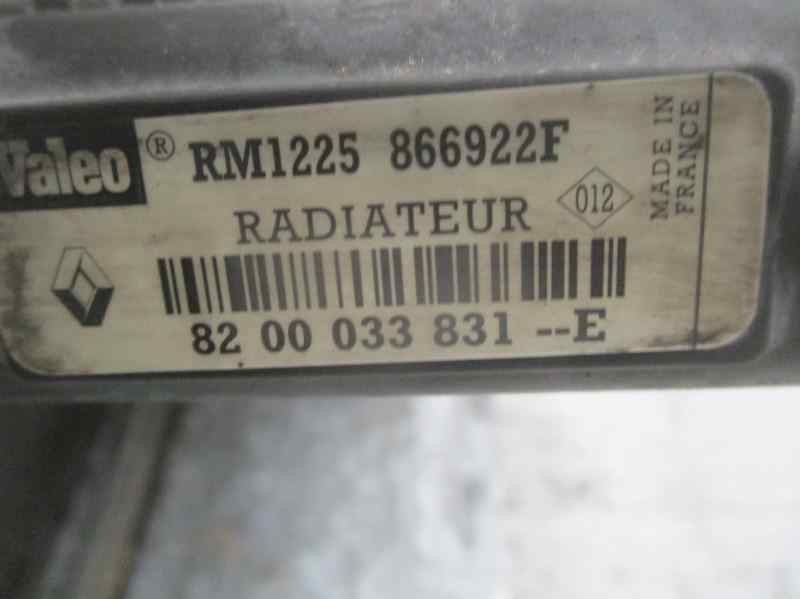 Valeo ® RM1225 866922F
RADIATEUR
012
MADE IN
FRANCE
82 00 033 831 --E